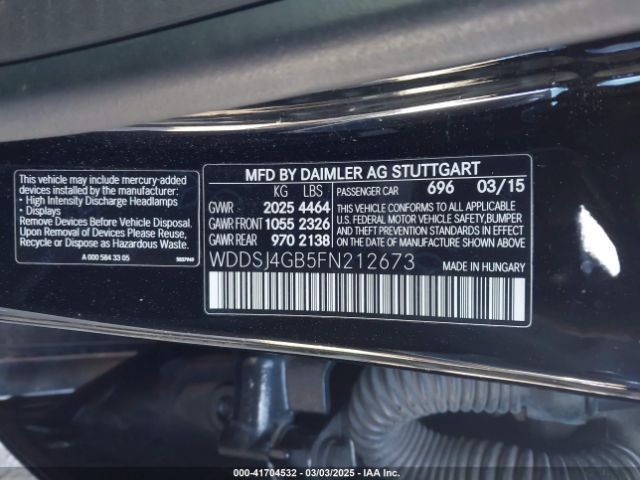 This vehicle may include mercury-added
devices installed by the manufacturer:
• High Intensity Discharge Headlamps
• Displays
Remove Devices Before Vehicle Disposal.
Upon Removal of Devices Please Reuse,
Recycle or Dispose as Hazardous Waste.
A 000 584 33 05
MFD BY DAIMLER AG STUTTGART
KG LBS PASSENGER CAR 696 03/15
GVWR - 2025 4464
GAWR FRONT 1055 2326
GAWR REAR 970 2138
THIS VEHICLE CONFORMS TO ALL APPLICABLE
U.S. FEDERAL MOTOR VEHICLE SAFETY,BUMPER
AND THEFT PREVENTION STANDARDS IN EFFECT
ON THE DATE OF MANUFACTURE SHOWN ABOVE.
WDDSJ4GB5FN212673 MADE IN HUNGARY
000-41704532 - 03/03/2025 - IAA Inc.